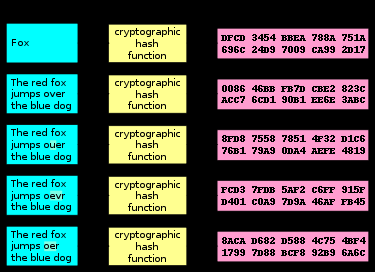 Fox
cryptographic
hash
function
DFCD 3454 BBEA 788A 751A
696C 24D9 7009 CA99 2D17
The red fox
jumps over
the blue dog
cryptographic
hash
function
0086 46BB FB7D CBE2 823C
ACC7 6CD1 90B1 EE6E 3ABC
The red fox
jumps ouer
the blue dog
cryptographic
hash
function
8FD8 7558 7851 4F32 D1C6
76B1 79A9 0DA4 AEFE 4819
The red fox
jumps oevr
the blue dog
cryptographic
hash
function
FCD3 7FDB 5AF2 C6FF 915F
D401 C0A9 7D9A 46AF FB45
The red fox
jumps oer
the blue dog
cryptographic
hash
function
8ACA D682 D588 4C75 4BF4
1799 7D88 BCF8 92B9 6A6C